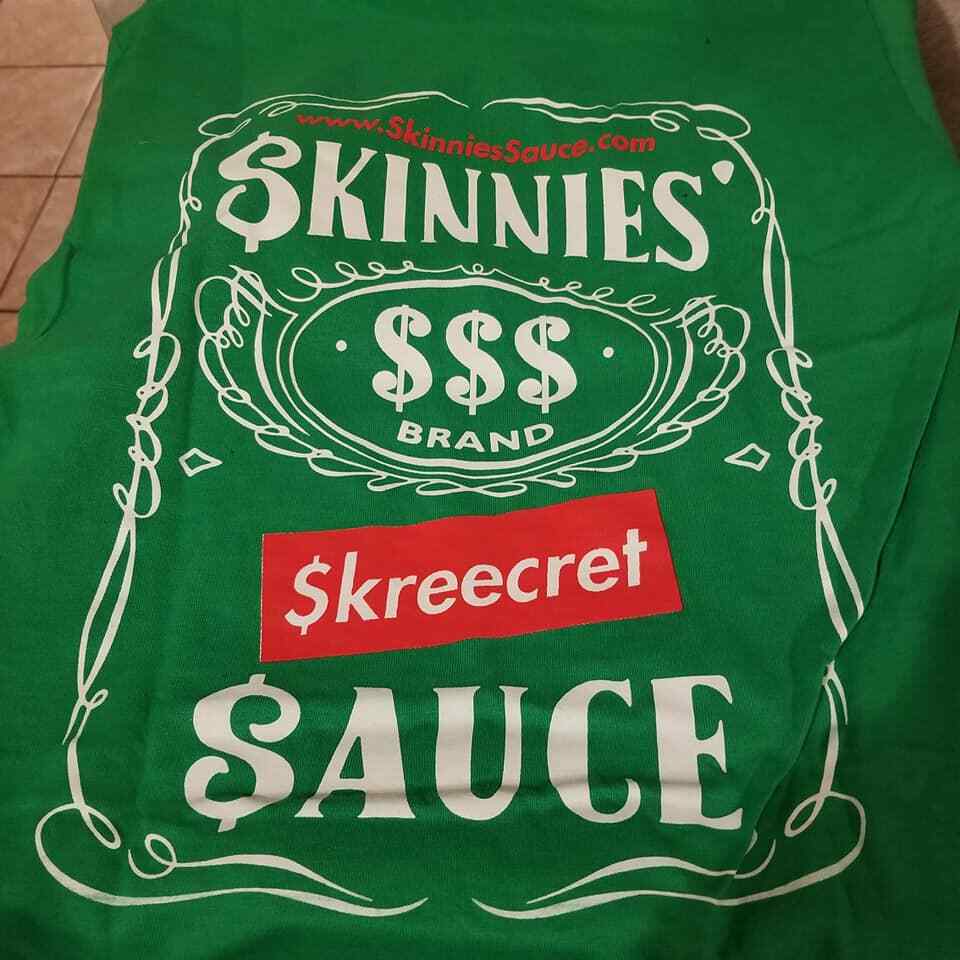 www.SkinniesSauce.com
$KINNIES'
$$$
BRAND
$kreecret
$AUCE